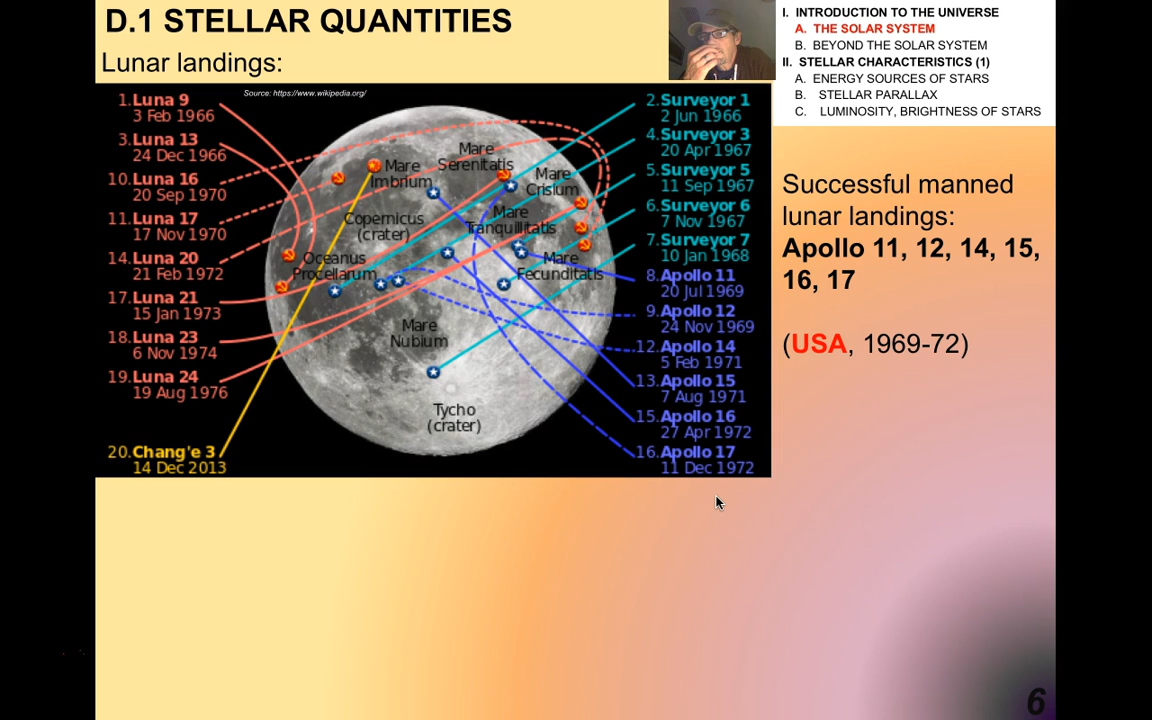 D.1 STELLAR QUANTITIES
Lunar landings:
I. INTRODUCTION TO THE UNIVERSE
A. THE SOLAR SYSTEM
B. BEYOND THE SOLAR SYSTEM
II. STELLAR CHARACTERISTICS (1)
A. ENERGY SOURCES OF STARS
B. STELLAR PARALLAX
C. LUMINOSITY, BRIGHTNESS OF STARS
Source: https://www.wikipedia.org/
1. Luna 9
3 Feb 1966
3. Luna 13
24 Dec 1966
10. Luna 16
20 Sep 1970
11. Luna 17
17 Nov 1970
14. Luna 20
21 Feb 1972
17. Luna 21
15 Jan 1973
18. Luna 23
6 Nov 1974
19. Luna 24
19 Aug 1976
20. Chang'e 3
14 Dec 2013
Mare
Serenitatis
Mare
Imbrium
Mare
Crisium
Copernicus
(crater)
Mare
Tranquilitatis
Oceanus
Procellarum
Mare
Fecunditatis
Mare
Nubium
Tycho
(crater)
2. Surveyor 1
2 Jun 1966
4. Surveyor 3
20 Apr 1967
5. Surveyor 5
11 Sep 1967
6. Surveyor 6
7 Nov 1967
7. Surveyor 7
10 Jan 1968
8. Apollo 11
20 Jul 1969
9. Apollo 12
24 Nov 1969
12. Apollo 14
5 Feb 1971
13. Apollo 15
7 Aug 1971
15. Apollo 16
27 Apr 1972
16. Apollo 17
11 Dec 1972
Successful manned
lunar landings:
Apollo 11, 12, 14, 15,
16, 17
(USA, 1969-72)
6